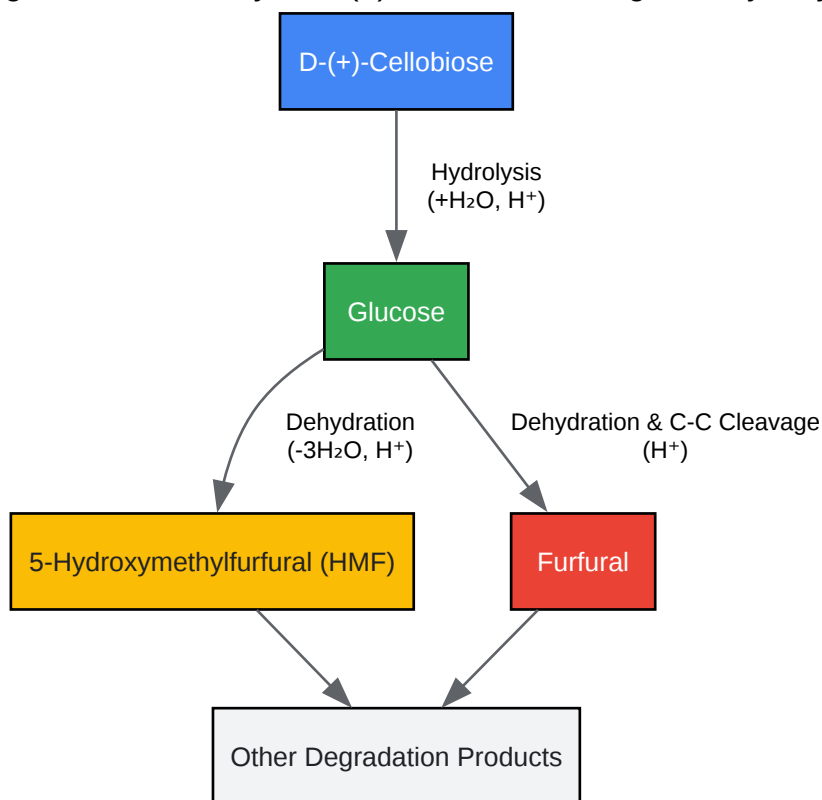 D-(+)-Cellobiose
Hydrolysis
(+H₂O, H⁺)
Glucose
Dehydration
(-3H₂O, H⁺)
Dehydration & C-C Cleavage
(H⁺)
5-Hydroxymethylfurfural (HMF)
Furfural
Other Degradation Products